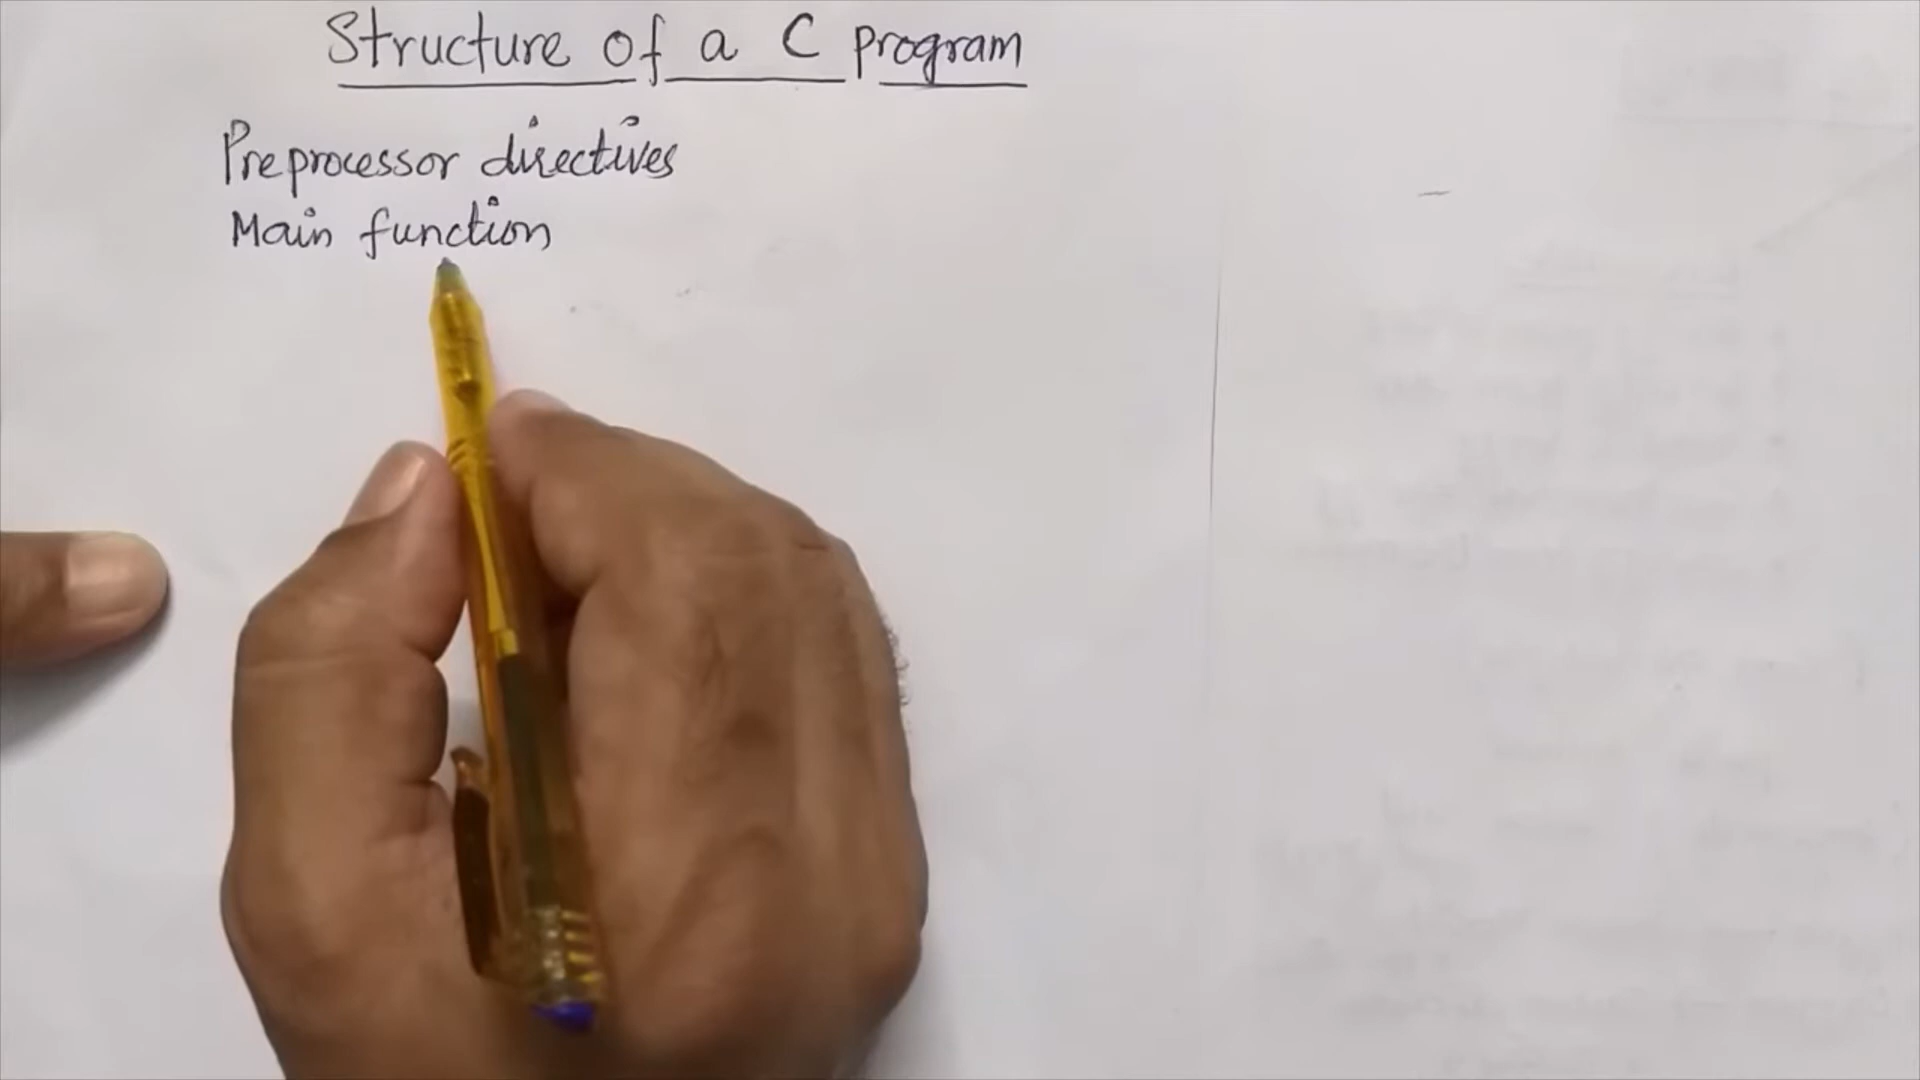 Structure of a C program
Preprocessor directives
Main function